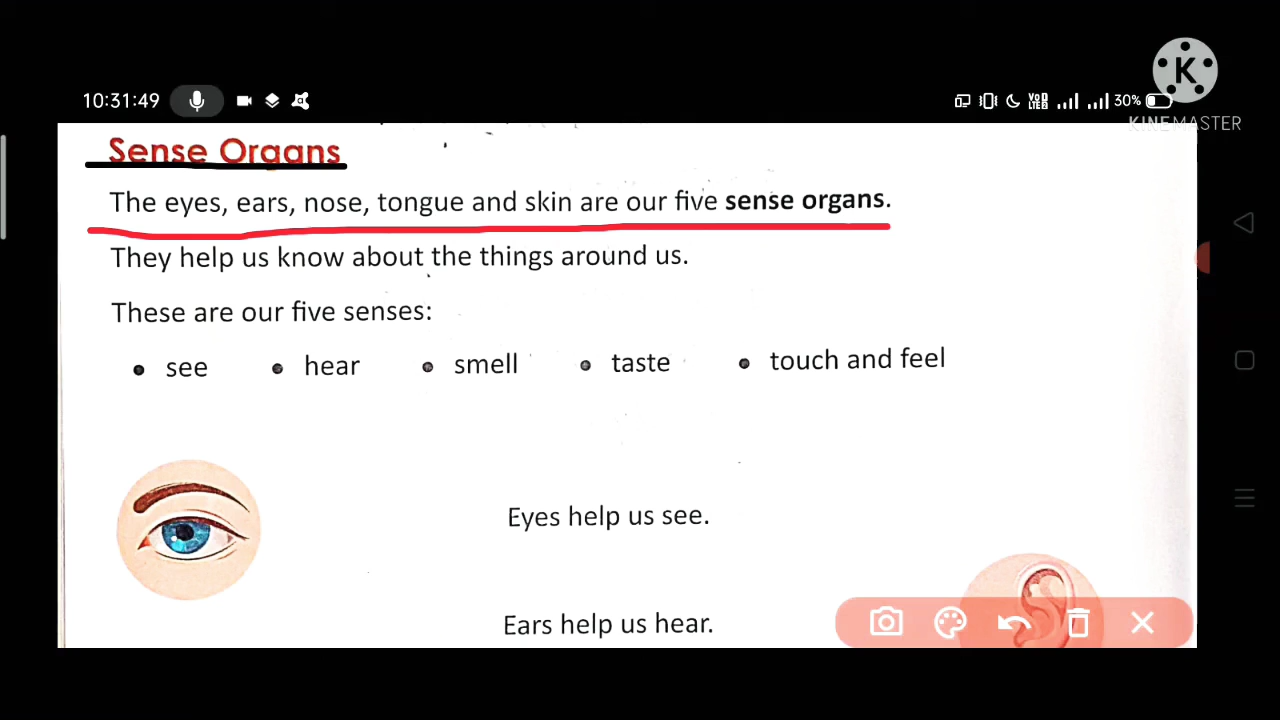 10:31:49
VoD LTE 30%
K
KINEMASTER
Sense Organs
The eyes, ears, nose, tongue and skin are our five sense organs.
They help us know about the things around us.
These are our five senses:
• see • hear • smell • taste • touch and feel
Eyes help us see.
Ears help us hear.